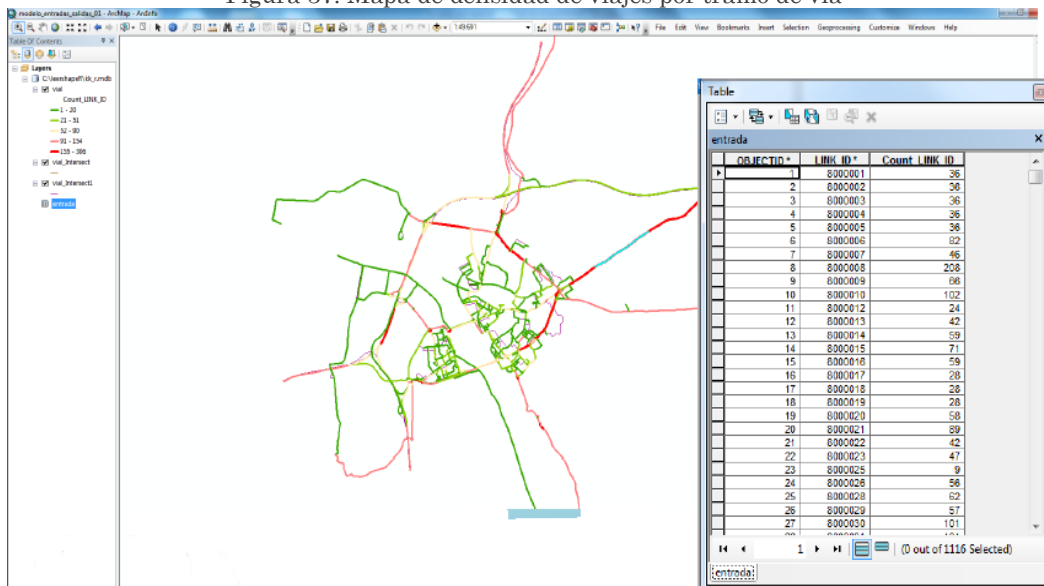 Figura 37: Mapa de densidad de viajes por tramo de vía
modelo_entradas_salidas_01 - ArcMap - ArcInfo
1:49.691
File Edit View Bookmarks Insert Selection Geoprocessing Customize Windows Help
Table Of Contents
Layers
vial
Count_LINK_ID
1 - 20
21 - 51
52 - 90
91 - 154
155 - 306
vial_Intersect
vial_Intersect1
entrada
Table
entrada
OBJECTID * LINK_ID * Count_LINK_ID
1 8000001 36
2 8000002 36
3 8000003 36
4 8000004 36
5 8000005 36
6 8000006 82
7 8000007 46
8 8000008 208
9 8000009 66
10 8000010 102
11 8000012 24
12 8000013 42
13 8000014 59
14 8000015 71
15 8000016 59
16 8000017 28
17 8000018 28
18 8000019 28
19 8000020 58
20 8000021 89
21 8000022 42
22 8000023 47
23 8000025 9
24 8000026 56
25 8000028 62
26 8000029 57
27 8000030 101
1
(0 out of 1116 Selected)
entrada